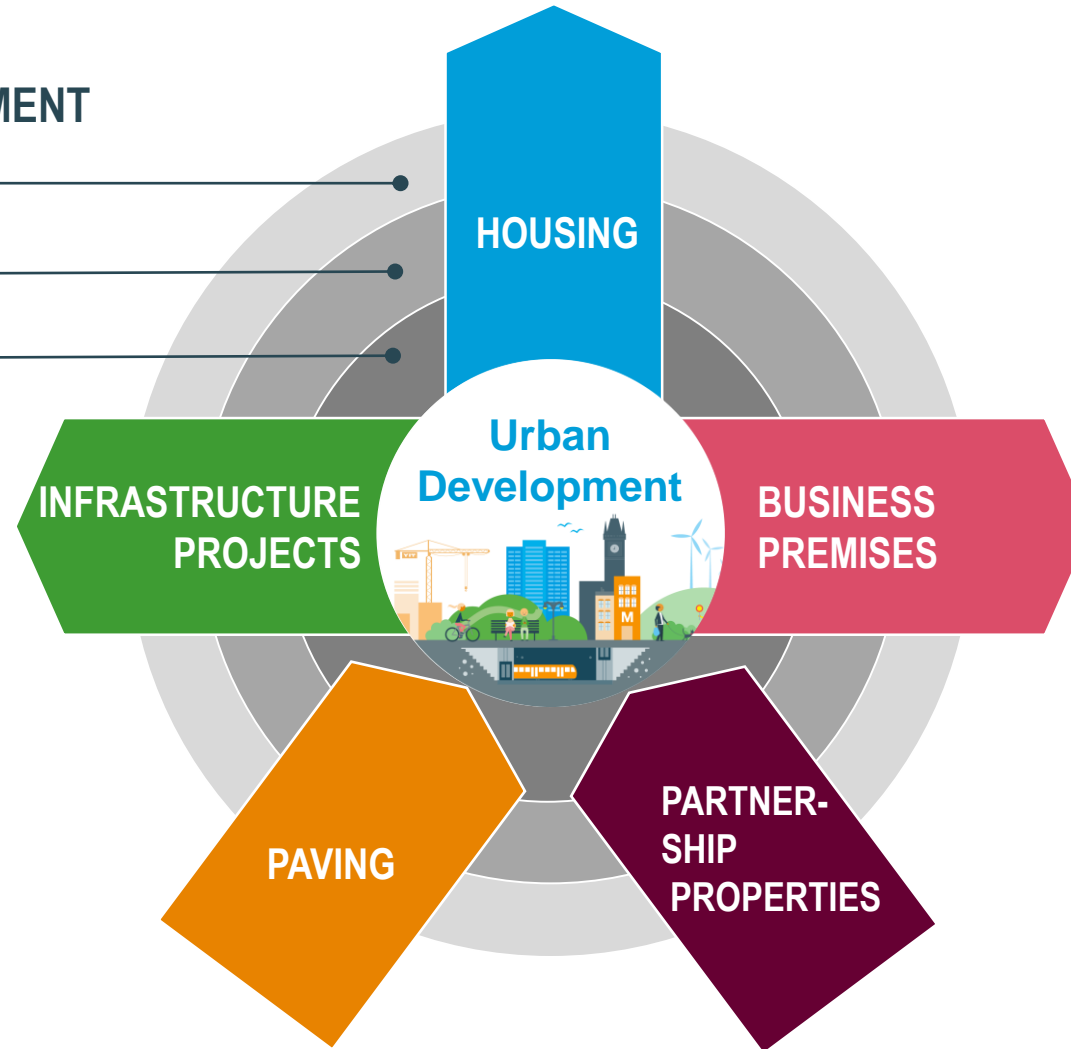 MENT
HOUSING
Urban
Development
INFRASTRUCTURE
PROJECTS
BUSINESS
PREMISES
M
PAVING
PARTNER-
SHIP
PROPERTIES